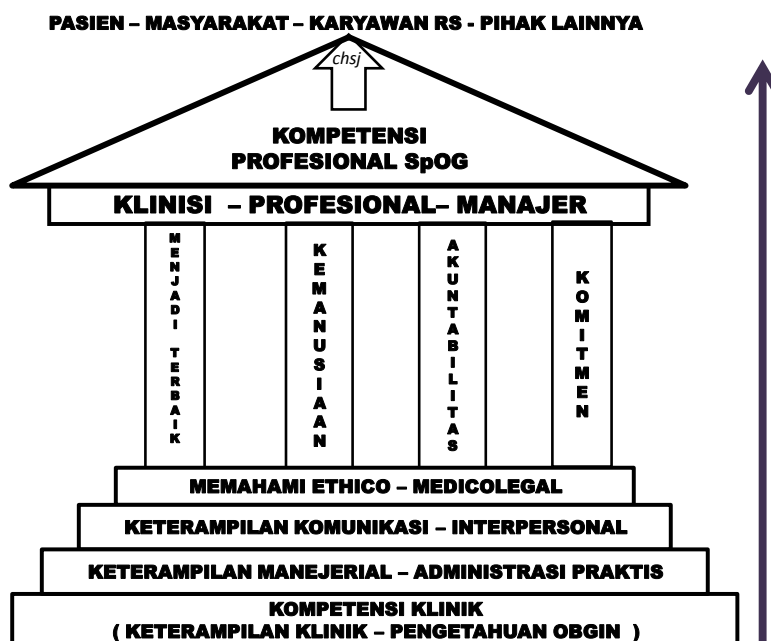 PASIEN – MASYARAKAT – KARYAWAN RS - PIHAK LAINNYA
chsj
KOMPETENSI
PROFESIONAL SpOG
KLINISI – PROFESIONAL– MANAJER
MENJADI TERBAIK
KEMANUSIAAN
AKUNTABILITAS
KOMITMEN
MEMAHAMI ETHICO – MEDICOLEGAL
KETERAMPILAN KOMUNIKASI – INTERPERSONAL
KETERAMPILAN MANEJERIAL – ADMINISTRASI PRAKTIS
KOMPETENSI KLINIK
( KETERAMPILAN KLINIK – PENGETAHUAN OBGIN )